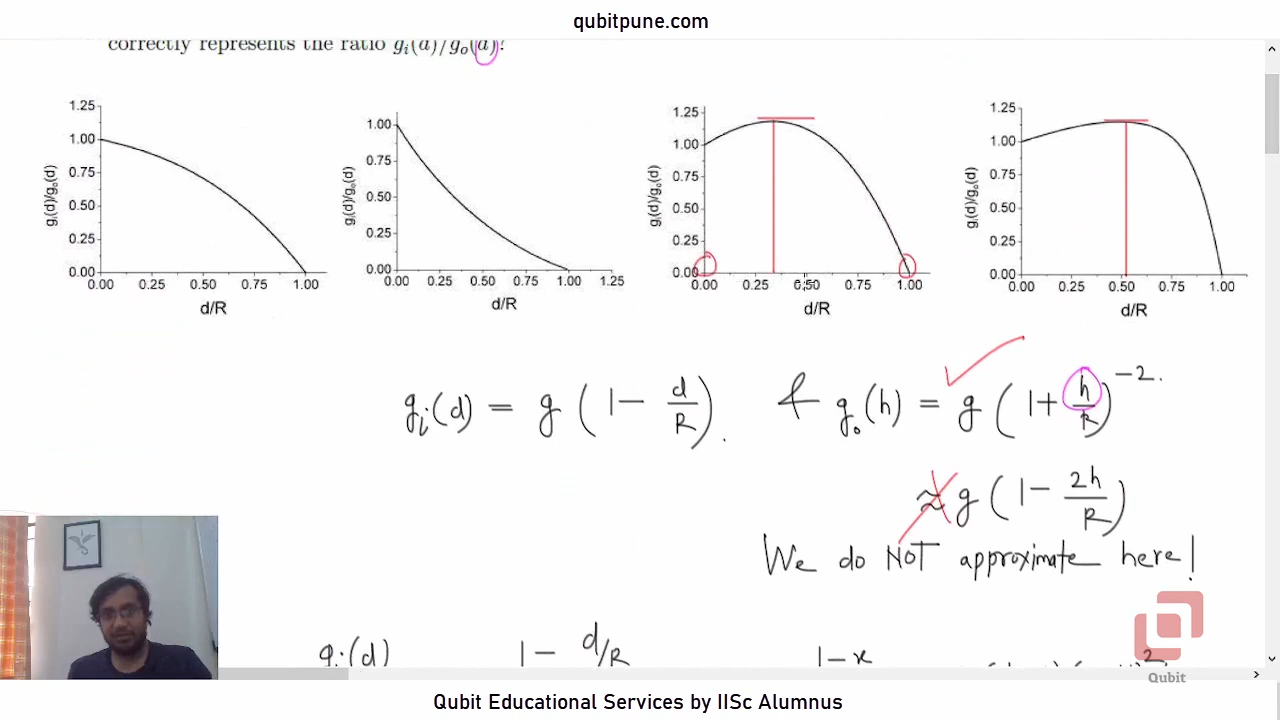 qubitpune.com
correctly represents the ratio gᵢ(d)/gₒ(d)?
1.25
1.00
0.75
0.50
0.25
0.00
gᵢ(d)/gₒ(d)
0.00 0.25 0.50 0.75 1.00
d/R
1.00
0.75
0.50
0.25
0.00
gᵢ(d)/gₒ(d)
0.00 0.25 0.50 0.75 1.00 1.25
d/R
1.25
1.00
0.75
0.50
0.25
0.00
gᵢ(d)/gₒ(d)
0.00 0.25 0.50 0.75 1.00
d/R
1.25
1.00
0.75
0.50
0.25
0.00
gᵢ(d)/gₒ(d)
0.00 0.25 0.50 0.75 1.00
d/R
gᵢ(d) = g (1 - d/R). & gₒ(h) = g (1 + h/R)⁻².
≈ g (1 - 2h/R)
We do NOT approximate here!
gᵢ(d) 1 - d/R 1 - x
Qubit
Qubit Educational Services by IISc Alumnus